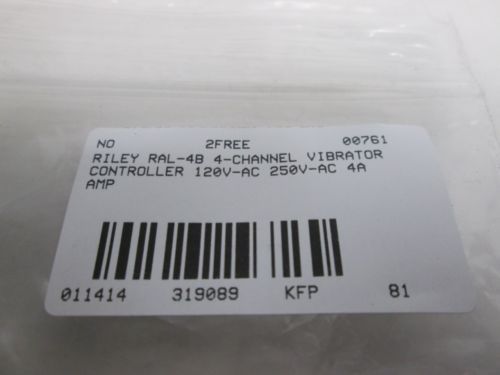 NO 2FREE 00761
RILEY RAL-4B 4-CHANNEL VIBRATOR
CONTROLLER 120V-AC 250V-AC 4A
AMP
011414 319089 KFP 81